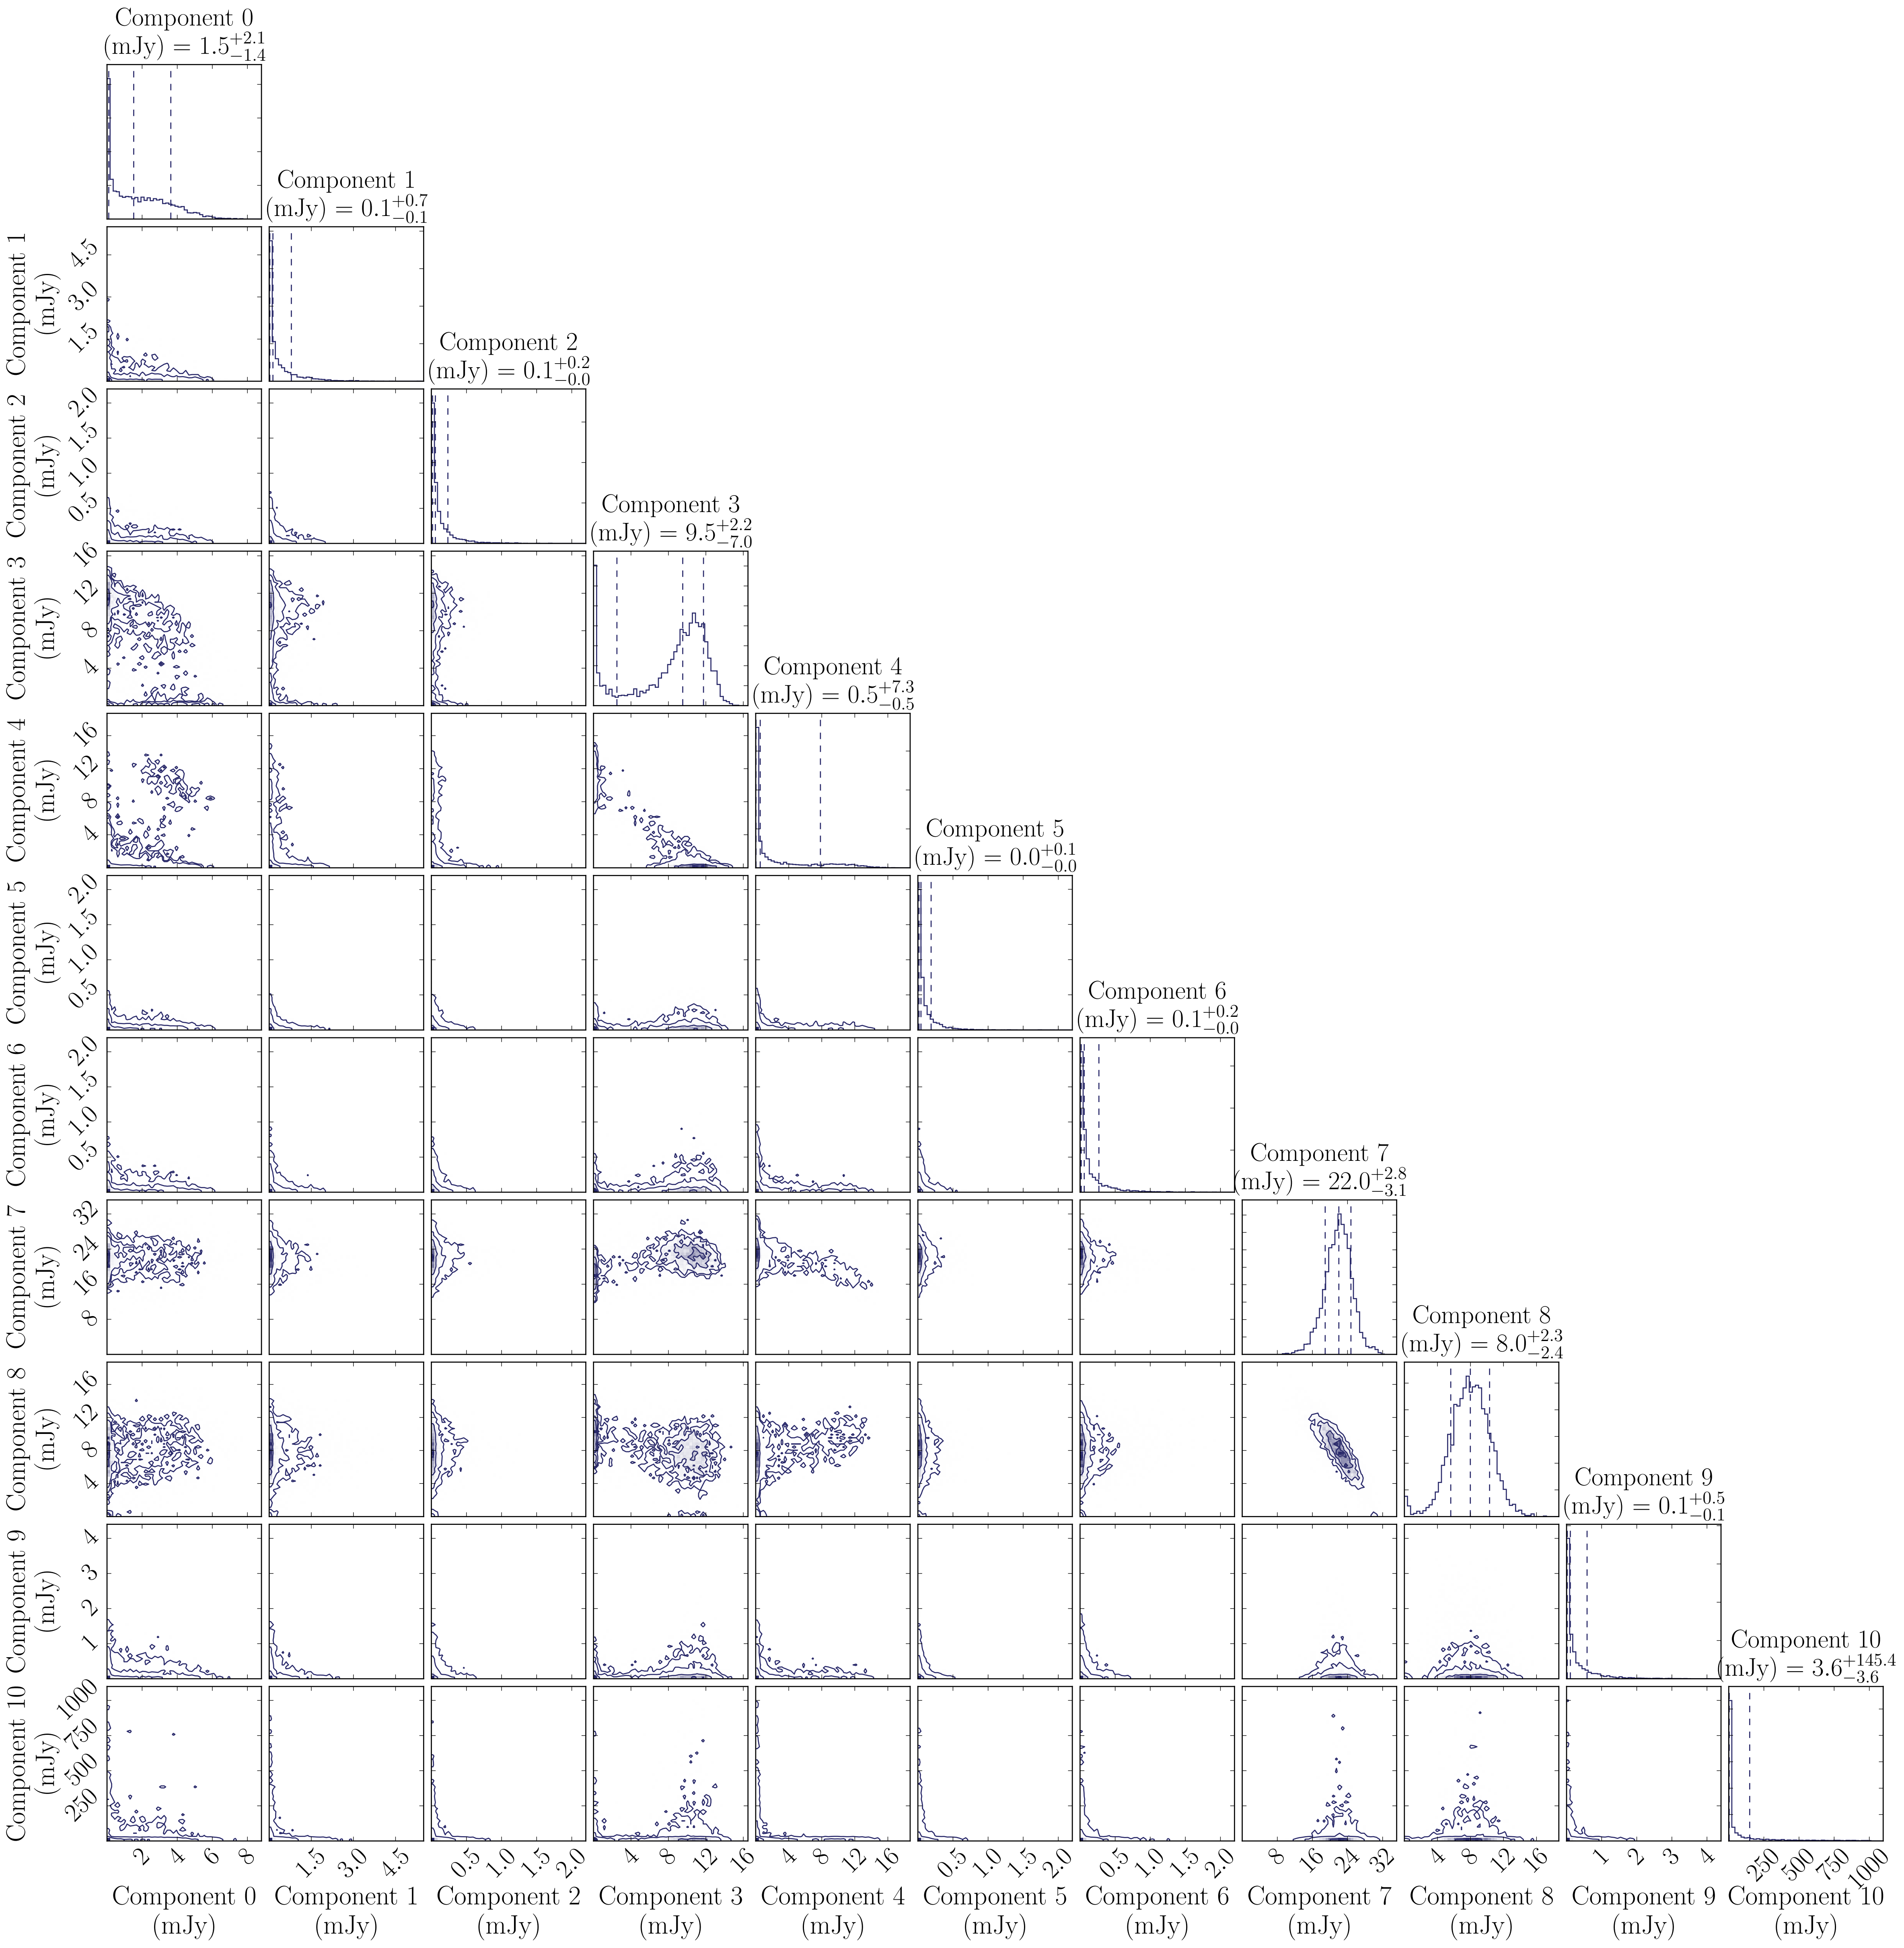 Component 0
(mJy) = 1.5^{+2.1}_{−1.4}
Component 1
(mJy) = 0.1^{+0.7}_{−0.1}
Component 1
(mJy)
4.5
3.0
1.5
Component 2
(mJy) = 0.1^{+0.2}_{−0.0}
Component 2
(mJy)
2.0
1.5
1.0
0.5
Component 3
(mJy) = 9.5^{+2.2}_{−7.0}
Component 3
(mJy)
16
12
8
4
Component 4
(mJy) = 0.5^{+7.3}_{−0.5}
Component 4
(mJy)
16
12
8
4
Component 5
(mJy) = 0.0^{+0.1}_{−0.0}
Component 5
(mJy)
2.0
1.5
1.0
0.5
Component 6
(mJy) = 0.1^{+0.2}_{−0.0}
Component 6
(mJy)
2.0
1.5
1.0
0.5
Component 7
(mJy) = 22.0^{+2.8}_{−3.1}
Component 7
(mJy)
32
24
16
8
Component 8
(mJy) = 8.0^{+2.3}_{−2.4}
Component 8
(mJy)
16
12
8
4
Component 9
(mJy) = 0.1^{+0.5}_{−0.1}
Component 9
(mJy)
4
3
2
1
Component 10
(mJy) = 3.6^{+145.4}_{−3.6}
Component 10
(mJy)
1000
750
500
250
2 4 6 8
1.5 3.0 4.5
0.5 1.0 1.5 2.0
4 8 12 16
4 8 12 16
0.5 1.0 1.5 2.0
0.5 1.0 1.5 2.0
8 16 24 32
4 8 12 16
1 2 3 4
250 500 750 1000
Component 0
(mJy)
Component 1
(mJy)
Component 2
(mJy)
Component 3
(mJy)
Component 4
(mJy)
Component 5
(mJy)
Component 6
(mJy)
Component 7
(mJy)
Component 8
(mJy)
Component 9
(mJy)
Component 10
(mJy)